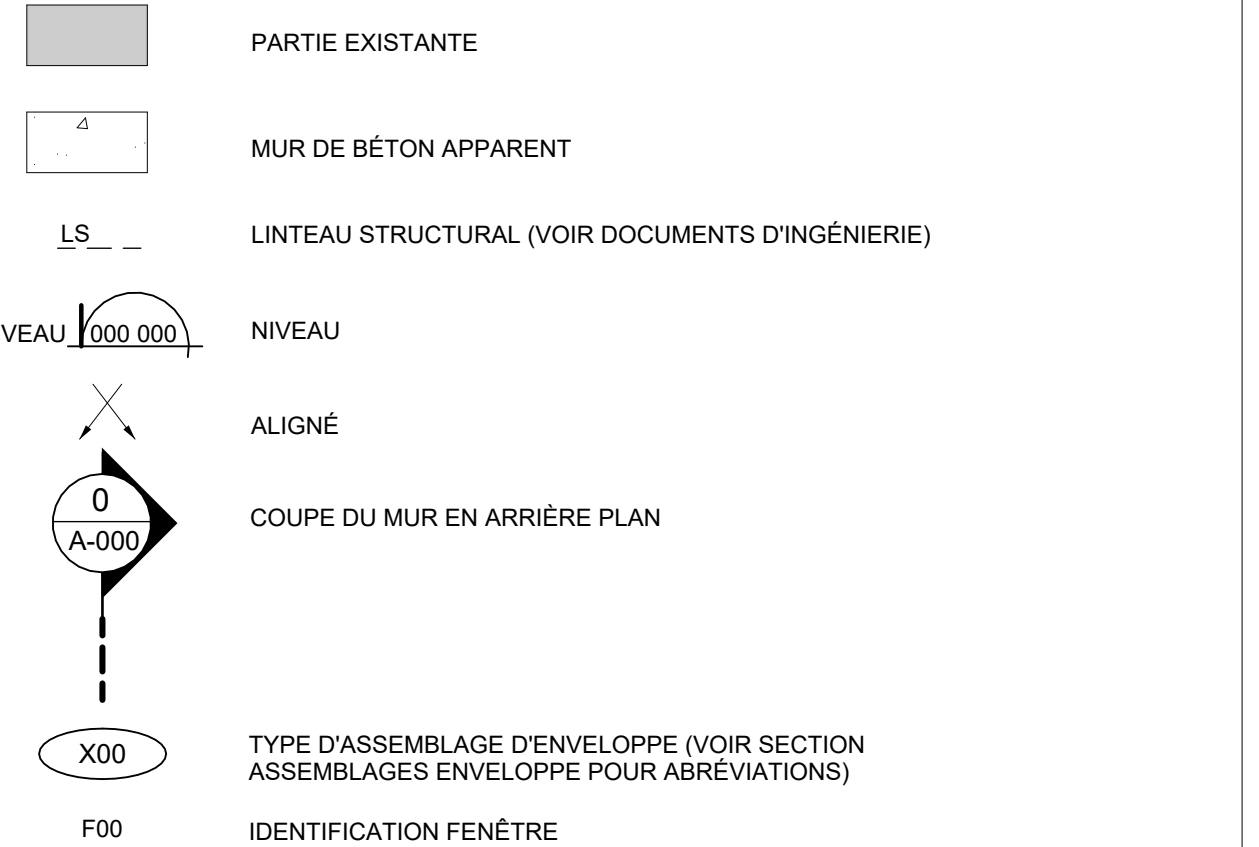 PARTIE EXISTANTE
MUR DE BÉTON APPARENT
LS LINTEAU STRUCTURAL (VOIR DOCUMENTS D'INGÉNIERIE)
VEAU 000 000 NIVEAU
ALIGNÉ
0
A-000
COUPE DU MUR EN ARRIÈRE PLAN
X00
TYPE D'ASSEMBLAGE D'ENVELOPPE (VOIR SECTION
ASSEMBLAGES ENVELOPPE POUR ABRÉVIATIONS)
F00 IDENTIFICATION FENÊTRE